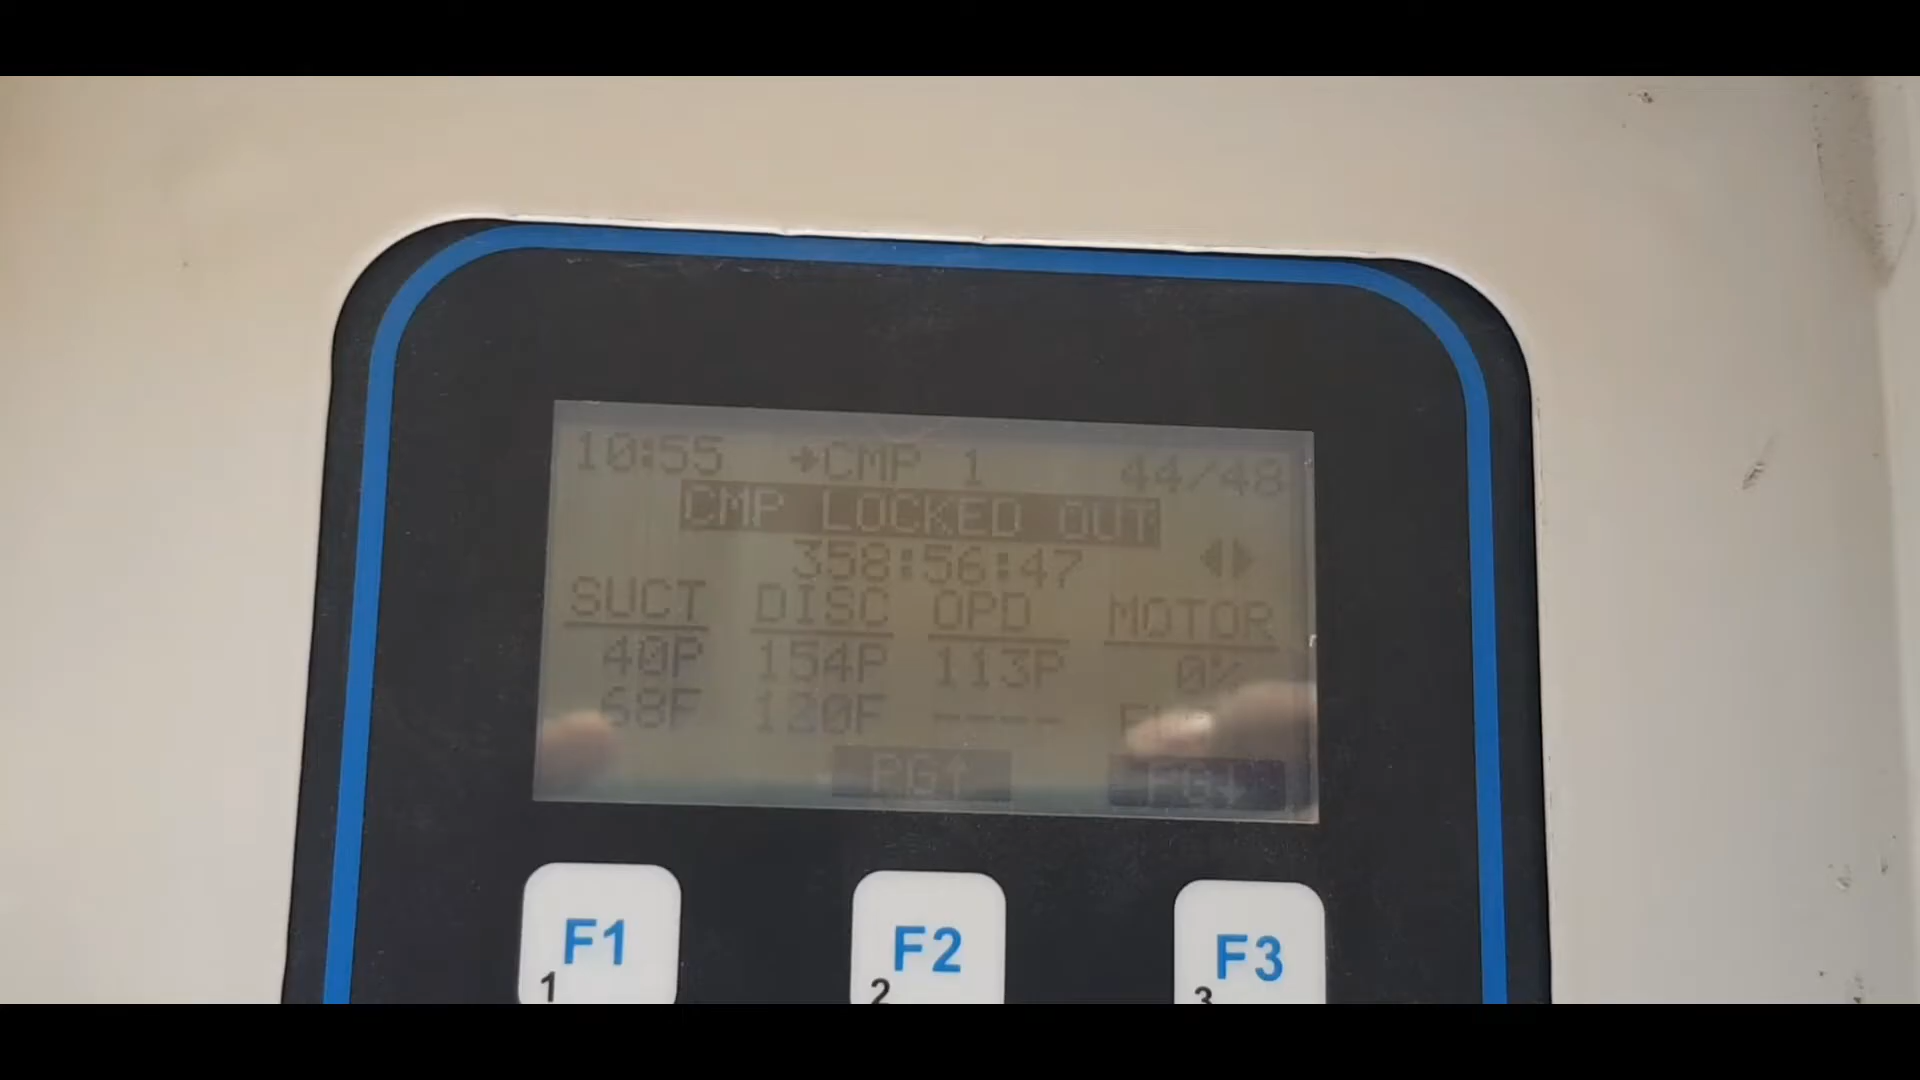 10:55 →CMP 1 44/48
CMP LOCKED OUT
358:56:47 ◀▶
SUCT DISC OPD MOTOR
40P 154P 113P 0%
68F 120F ----
PG↑ PG↓
F1 F2 F3
1 2 3